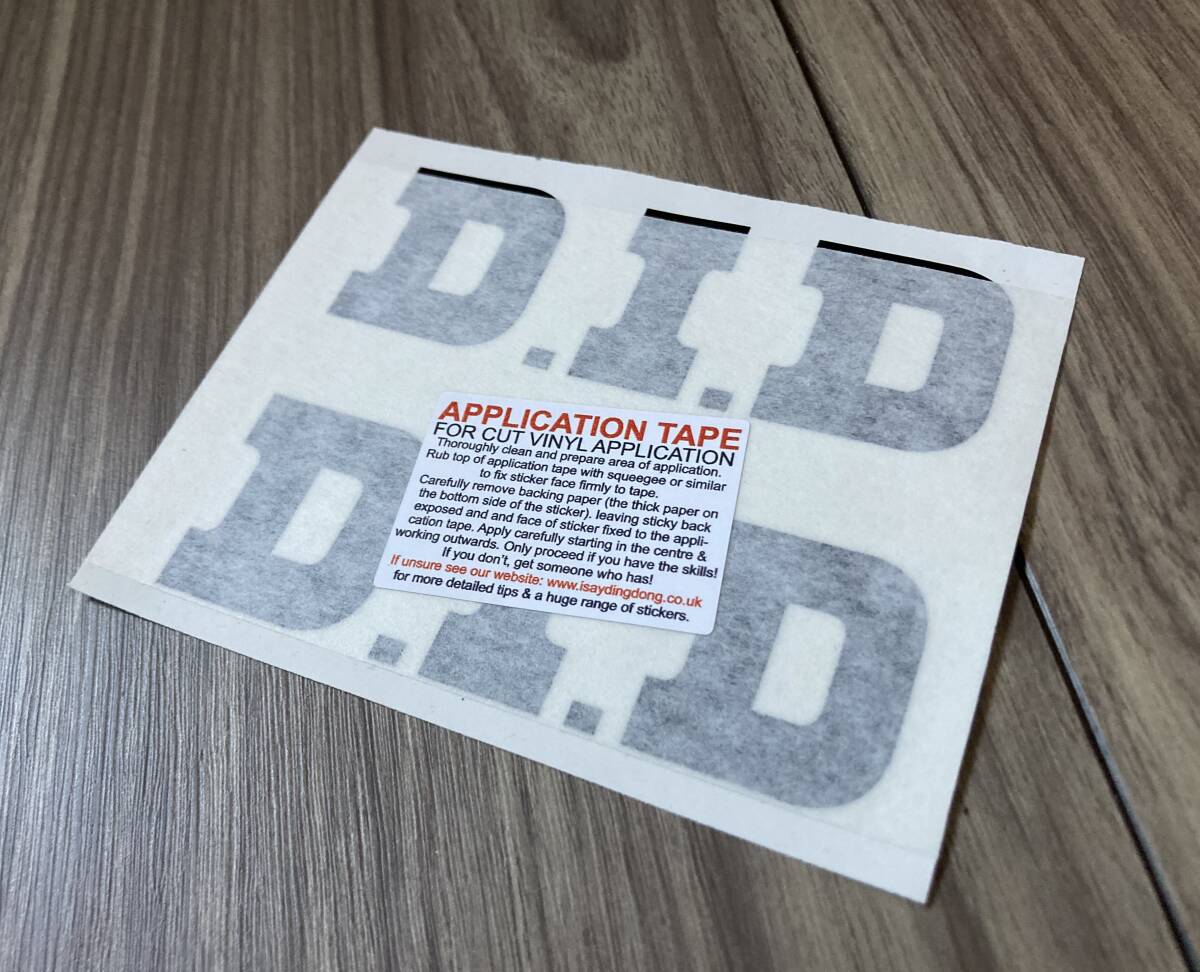 D.I.D
D.I.D
APPLICATION TAPE
FOR CUT VINYL APPLICATION
Thoroughly clean and prepare area of application.
Rub top of application tape with squeegee or similar
to fix sticker face firmly to tape.
Carefully remove backing paper (the thick paper on
the bottom side of the sticker). leaving sticky back
exposed and and face of sticker fixed to the appli-
cation tape. Apply carefully starting in the centre &
working outwards. Only proceed if you have the skills!
If you don't, get someone who has!
If unsure see our website: www.isaydingdong.co.uk
for more detailed tips & a huge range of stickers.